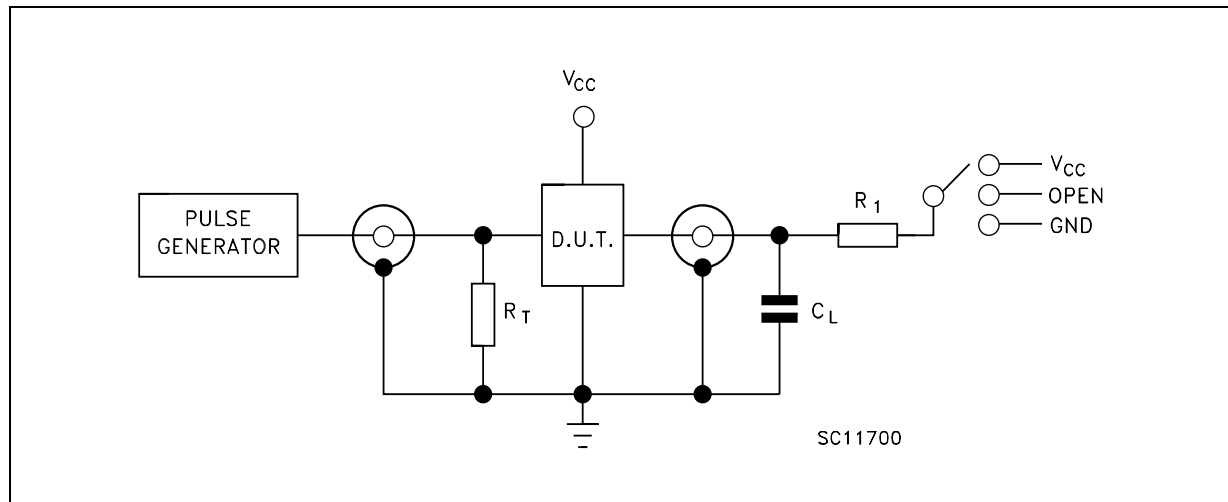 VCC
PULSE
GENERATOR
D.U.T.
RT
CL
R1
VCC
OPEN
GND
SC11700